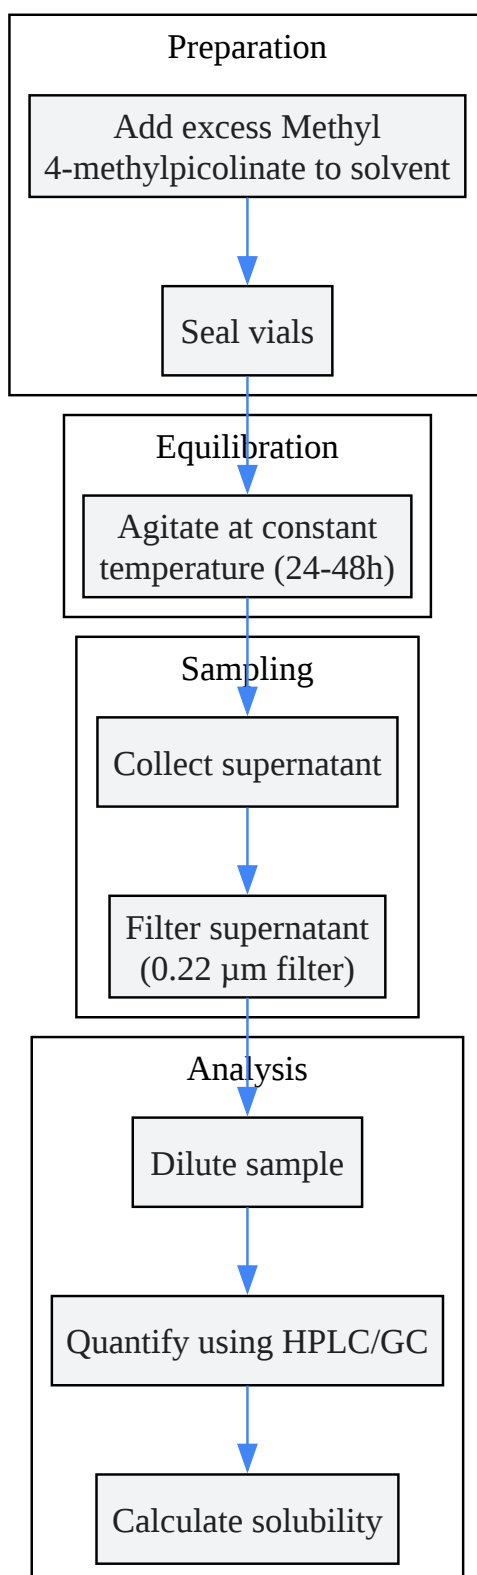 Preparation
Add excess Methyl
4-methylpicolinate to solvent
Seal vials
Equilibration
Agitate at constant
temperature (24-48h)
Sampling
Collect supernatant
Filter supernatant
(0.22 µm filter)
Analysis
Dilute sample
Quantify using HPLC/GC
Calculate solubility